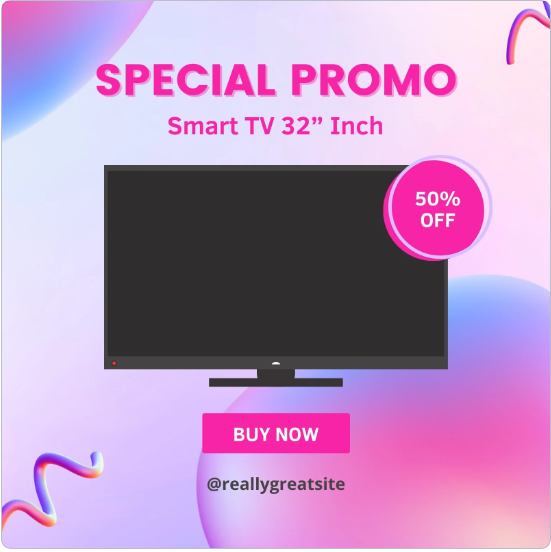 SPECIAL PROMO
Smart TV 32” Inch
50%
OFF
BUY NOW
@reallygreatsite